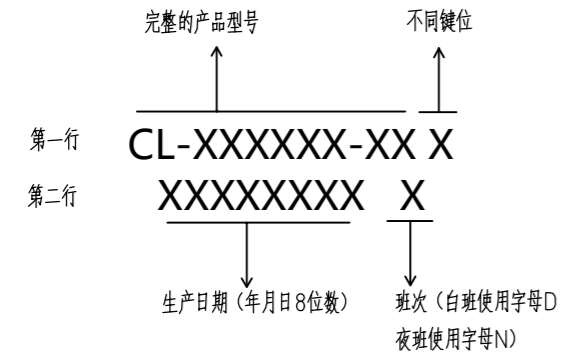 完整的产品型号 不同键位
第一行 CL-XXXXXX-XX X
第二行 XXXXXXXX X
生产日期（年月日8位数） 班次（白班使用字母D
夜班使用字母N）